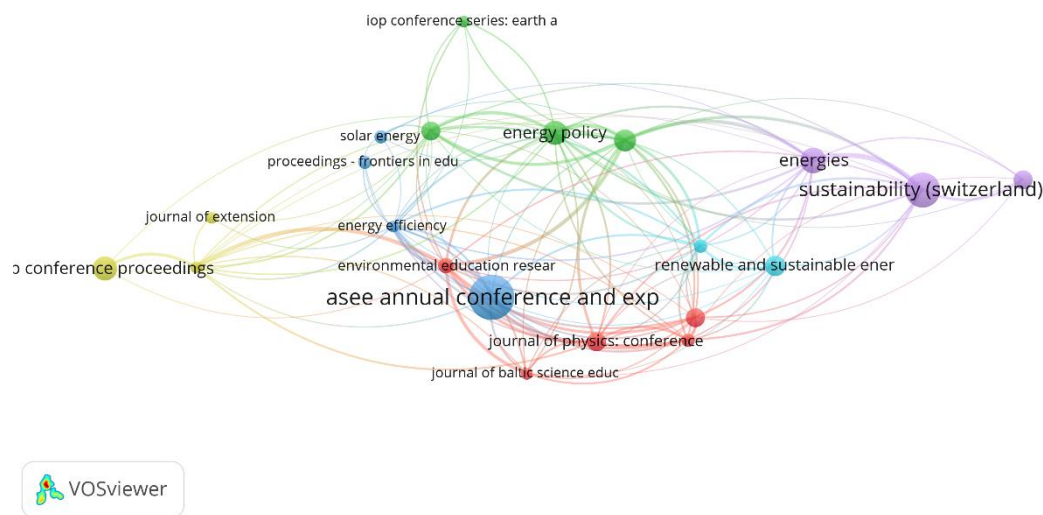 iop conference series: earth a
solar energy
energy policy
proceedings - frontiers in edu
energies
sustainability (switzerland)
journal of extension
energy efficiency
p conference proceedings
environmental education resear
renewable and sustainable ener
asee annual conference and exp
journal of physics: conference
journal of baltic science educ
VOSviewer